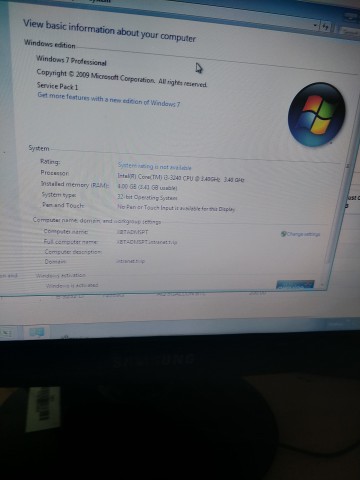 View basic information about your computer
Windows edition
Windows 7 Professional
Copyright © 2009 Microsoft Corporation. All rights reserved.
Service Pack 1
Get more features with a new edition of Windows 7
System
Rating: System rating is not available
Processor: Intel(R) Core(TM) i3-3240 CPU @ 3.40GHz 3.40 GHz
Installed memory (RAM): 4.00 GB (3.41 GB usable)
System type: 32-bit Operating System
Pen and Touch: No Pen or Touch Input is available for this Display
Computer name, domain, and workgroup settings
Computer name:
Change settings
Full computer name:
Computer description:
Domain:
Windows activation
Windows is activated